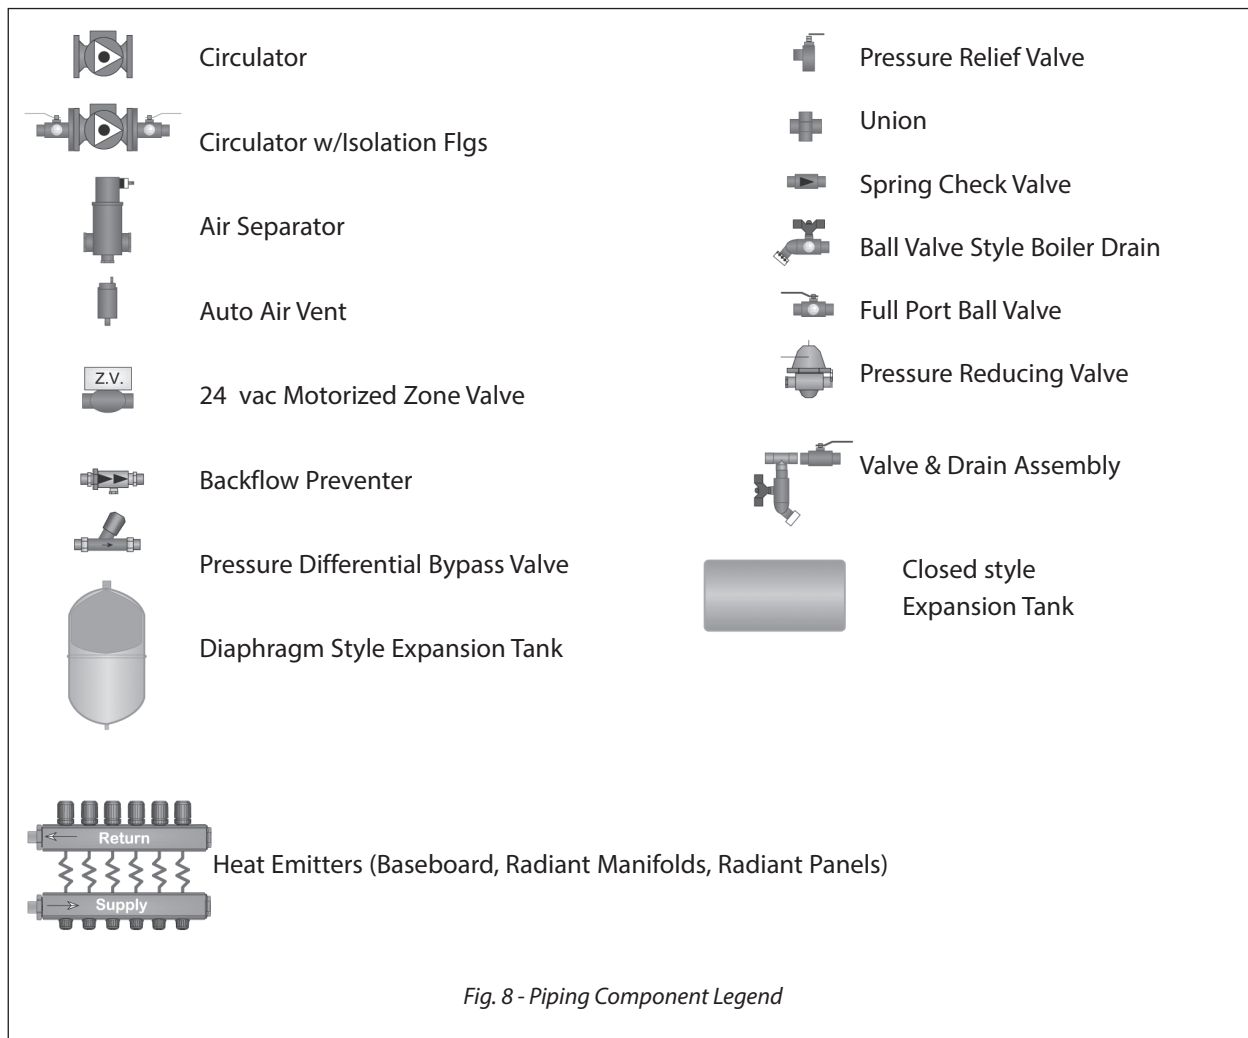 Circulator
Circulator w/Isolation Flgs
Air Separator
Auto Air Vent
Z.V.
24 vac Motorized Zone Valve
Backflow Preventer
Pressure Differential Bypass Valve
Diaphragm Style Expansion Tank
Pressure Relief Valve
Union
Spring Check Valve
Ball Valve Style Boiler Drain
Full Port Ball Valve
Pressure Reducing Valve
Valve & Drain Assembly
Closed style
Expansion Tank
Return
Heat Emitters (Baseboard, Radiant Manifolds, Radiant Panels)
Supply
Fig. 8 - Piping Component Legend